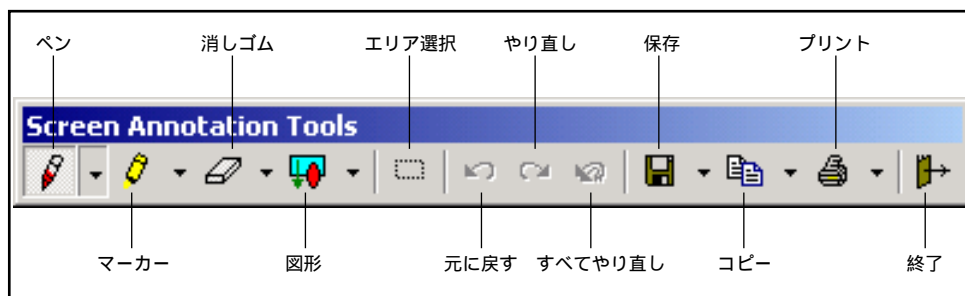 ペン 消しゴム エリア選択 やり直し 保存 プリント
Screen Annotation Tools
マーカー 図形 元に戻す すべてやり直し コピー 終了